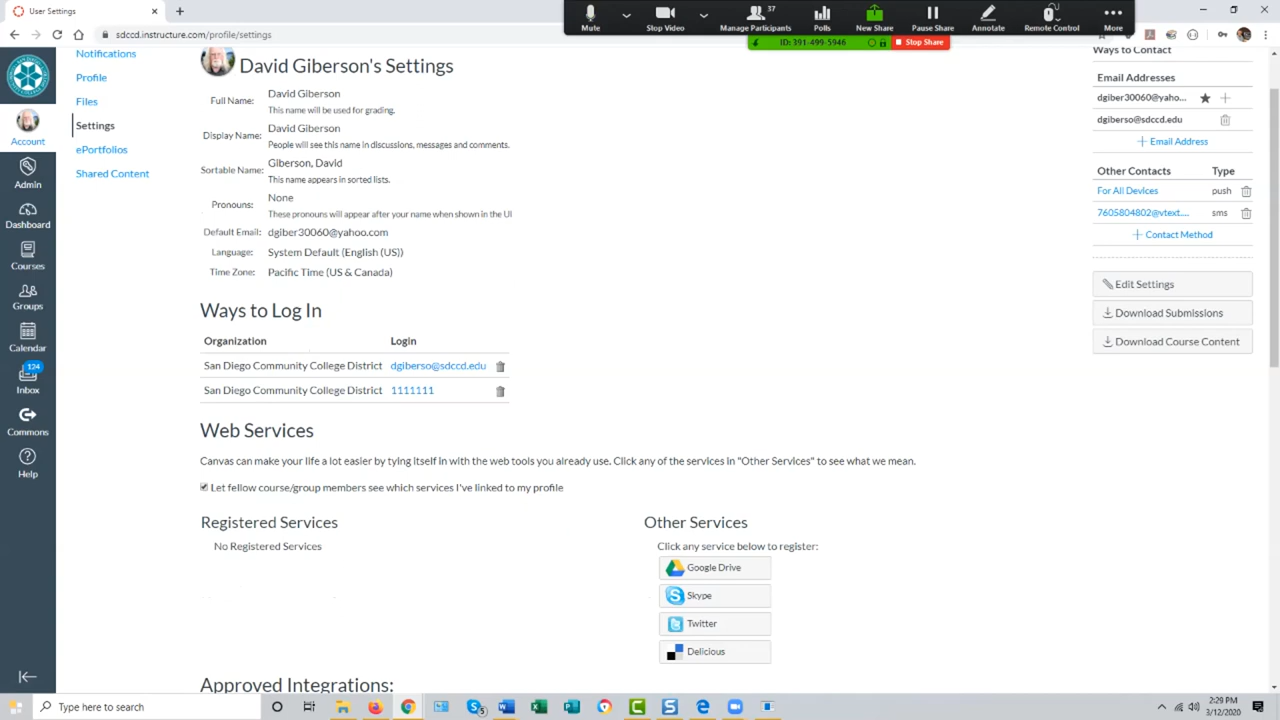 User Settings
sdccd.instructure.com/profile/settings
Mute
Stop Video
37
Manage Participants
Polls
New Share
Pause Share
Annotate
Remote Control
More
ID: 391-499-5946
Stop Share
Account
Admin
Dashboard
Courses
Groups
Calendar
124
Inbox
Commons
Help
Notifications
Profile
Files
Settings
ePortfolios
Shared Content
David Giberson's Settings
Full Name:
David Giberson
This name will be used for grading.
Display Name:
David Giberson
People will see this name in discussions, messages and comments.
Sortable Name:
Giberson, David
This name appears in sorted lists.
Pronouns:
None
These pronouns will appear after your name when shown in the UI
Default Email: dgiber30060@yahoo.com
Language: System Default (English (US))
Time Zone: Pacific Time (US & Canada)
Ways to Log In
Organization Login
San Diego Community College District dgiberso@sdccd.edu
San Diego Community College District 1111111
Web Services
Canvas can make your life a lot easier by tying itself in with the web tools you already use. Click any of the services in "Other Services" to see what we mean.
Let fellow course/group members see which services I've linked to my profile
Registered Services
No Registered Services
Other Services
Click any service below to register:
Google Drive
Skype
Twitter
Delicious
Approved Integrations:
Ways to Contact
Email Addresses
dgiber30060@yaho...
dgiberso@sdccd.edu
Email Address
Other Contacts Type
For All Devices push
7605804802@vtext.... sms
Contact Method
Edit Settings
Download Submissions
Download Course Content
Type here to search
2:29 PM
3/12/2020